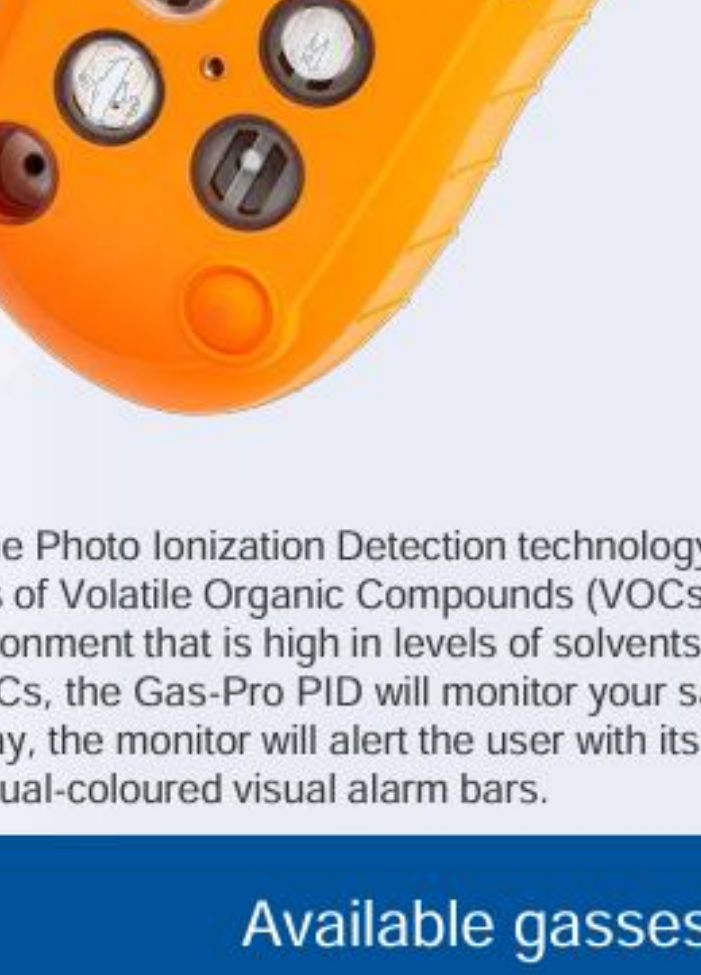 e Photo Ionization Detection technology
s of Volatile Organic Compounds (VOCs
onment that is high in levels of solvents
Cs, the Gas-Pro PID will monitor your sa
ay, the monitor will alert the user with its
ual-coloured visual alarm bars.
Available gasses